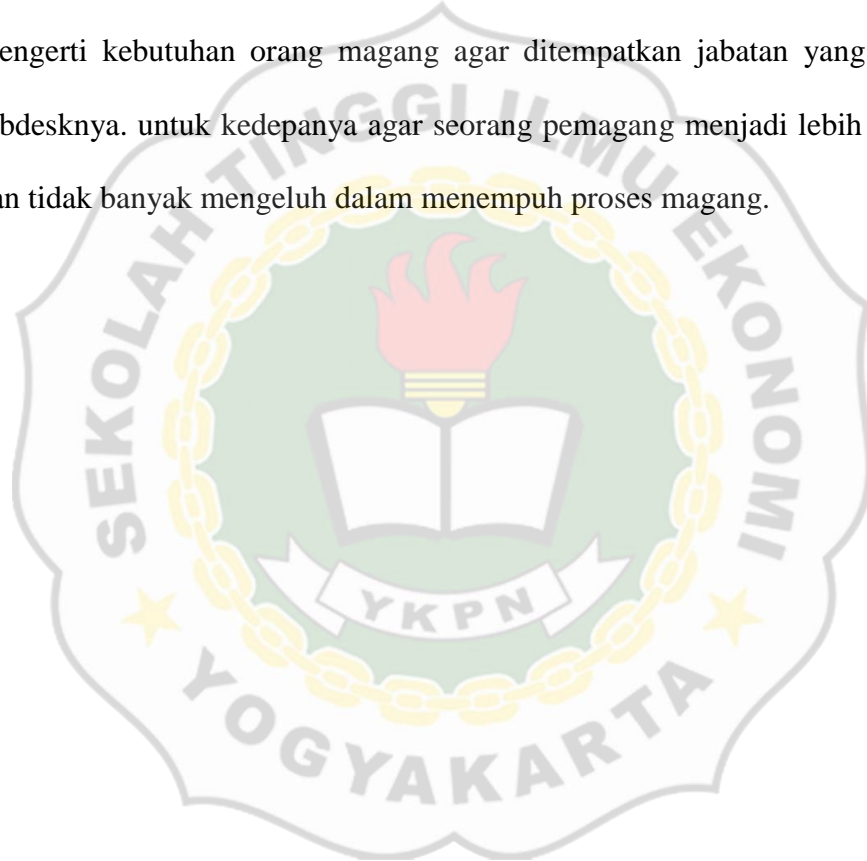 engerti kebutuhan orang magang agar ditempatkan jabatan yang
bdesknya. untuk kedepanya agar seorang pemagang menjadi lebih
an tidak banyak mengeluh dalam menempuh proses magang.
SEKOLAH TINGGI ILMU EKONOMI
YKPN
YOGYAKARTA